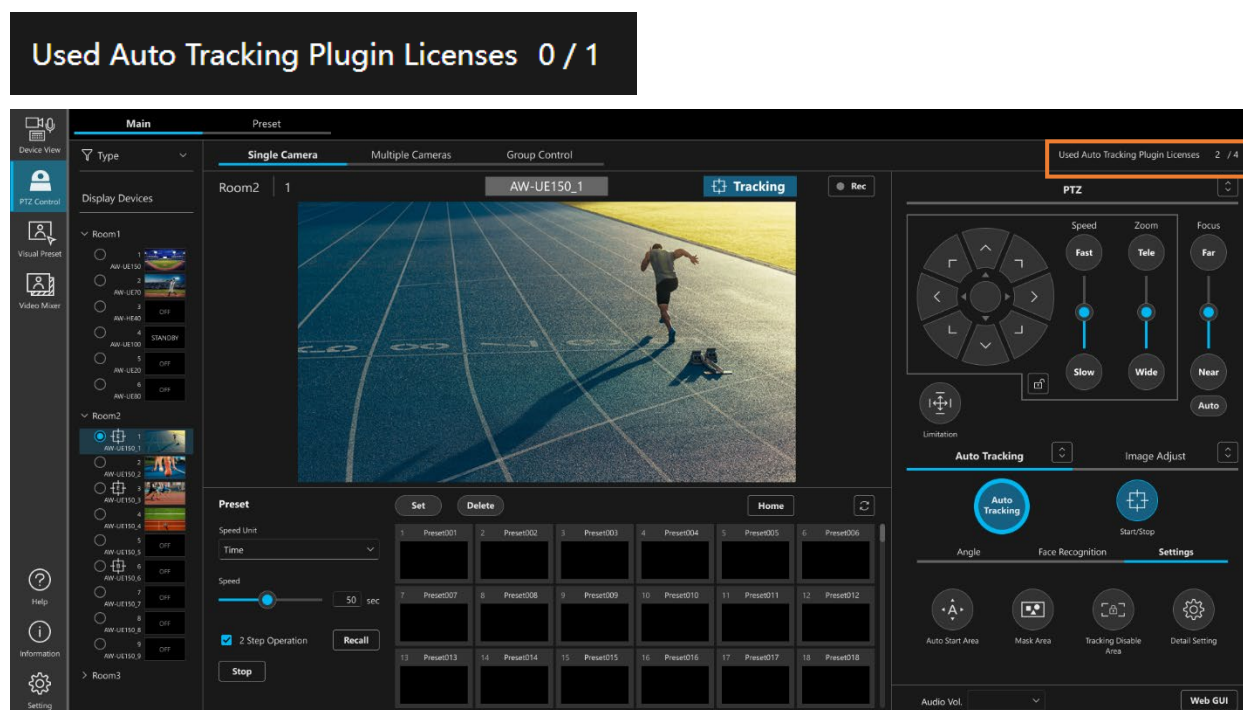 Used Auto Tracking Plugin Licenses 0 / 1
Main
Preset
Device View
PTZ Control
Visual Preset
Video Mixer
Help
Information
Setting
Type
Display Devices
Room1
1
AW-UE150
2
AW-UE70
3
AW-HE40
OFF
4
AW-UE100
STANDBY
5
AW-UE20
OFF
6
AW-UE80
OFF
Room2
1
AW-UE150_1
2
AW-UE150_2
3
AW-UE150_3
4
AW-UE150_4
5
AW-UE150_5
OFF
6
AW-UE150_6
OFF
7
AW-UE150_7
OFF
8
AW-UE150_8
OFF
9
AW-UE150_9
OFF
Room3
Single Camera
Multiple Cameras
Group Control
Used Auto Tracking Plugin Licenses 2 / 4
Room2 1
AW-UE150_1
Tracking
Rec
Preset
Set
Delete
Home
Speed Unit
Time
Speed
50 sec
2 Step Operation
Recall
Stop
1 Preset001
2 Preset002
3 Preset003
4 Preset004
5 Preset005
6 Preset006
7 Preset007
8 Preset008
9 Preset009
10 Preset010
11 Preset011
12 Preset012
13 Preset013
14 Preset014
15 Preset015
16 Preset016
17 Preset017
18 Preset018
PTZ
Speed
Zoom
Focus
Fast
Tele
Far
Slow
Wide
Near
Auto
Limitation
Auto Tracking
Image Adjust
Auto
Tracking
Start/Stop
Angle
Face Recognition
Settings
Auto Start Area
Mask Area
Tracking Disable
Area
Detail Setting
Audio Vol.
Web GUI